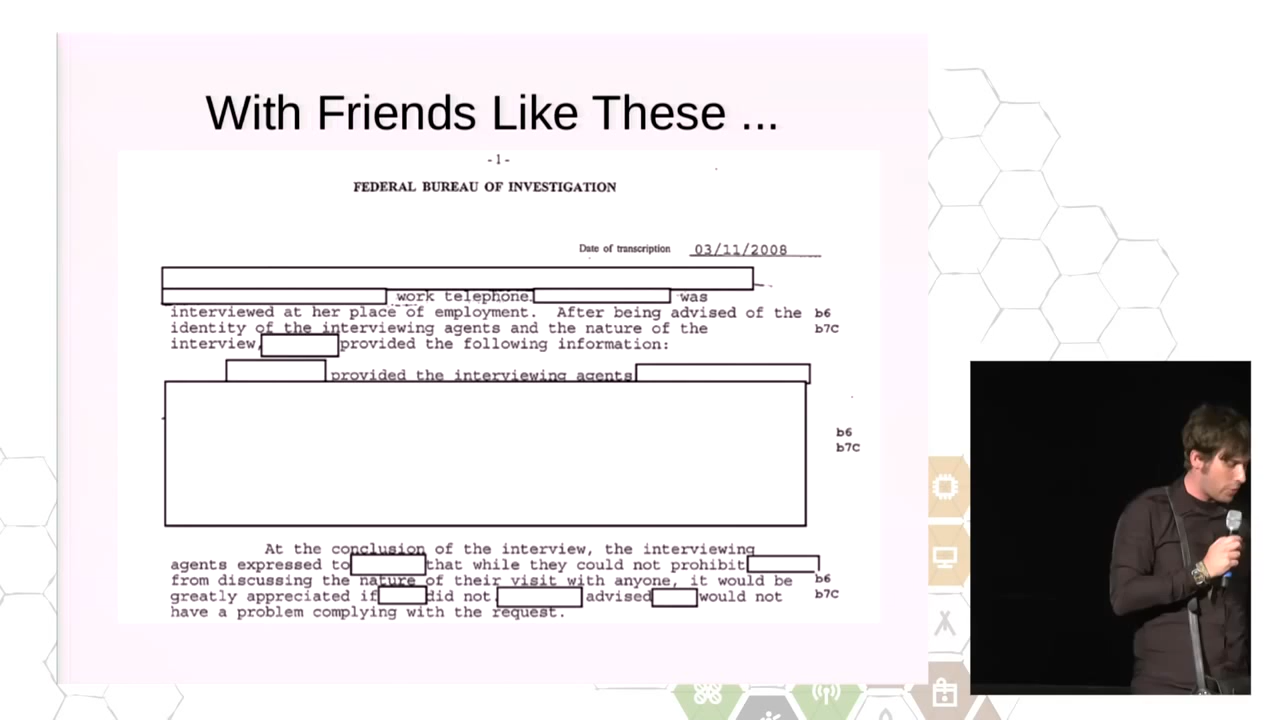 With Friends Like These ...
- 1 -
FEDERAL BUREAU OF INVESTIGATION
Date of transcription 03/11/2008
work telephone was
interviewed at her place of employment. After being advised of the b6
identity of the interviewing agents and the nature of the b7C
interview, provided the following information:
provided the interviewing agents
b6
b7C
At the conclusion of the interview, the interviewing
agents expressed to that while they could not prohibit
from discussing the nature of their visit with anyone, it would be b6
greatly appreciated if did not advised would not b7C
have a problem complying with the request.